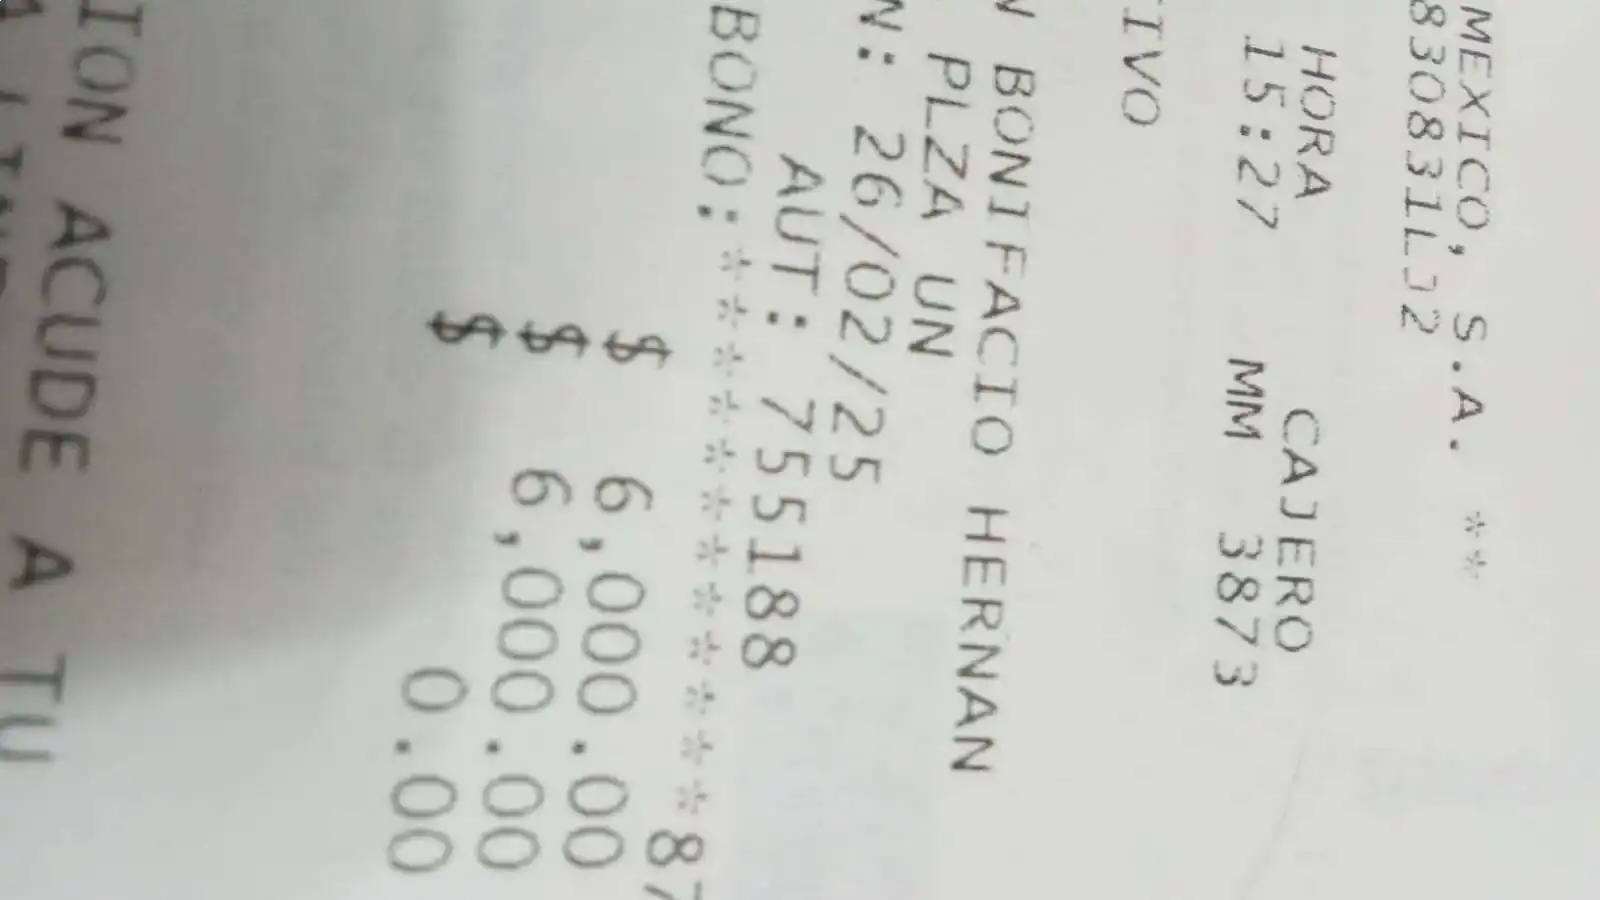 MEXICO, S.A. **
830831LJ2
HORA CAJERO
15:27 MM 3873
IVO
N BONIFACIO HERNAN
PLZA UN
N: 26/02/25
AUT: 755188
BONO:************87
$ 6,000.00
$ 6,000.00
$ 0.00
ION ACUDE A TU